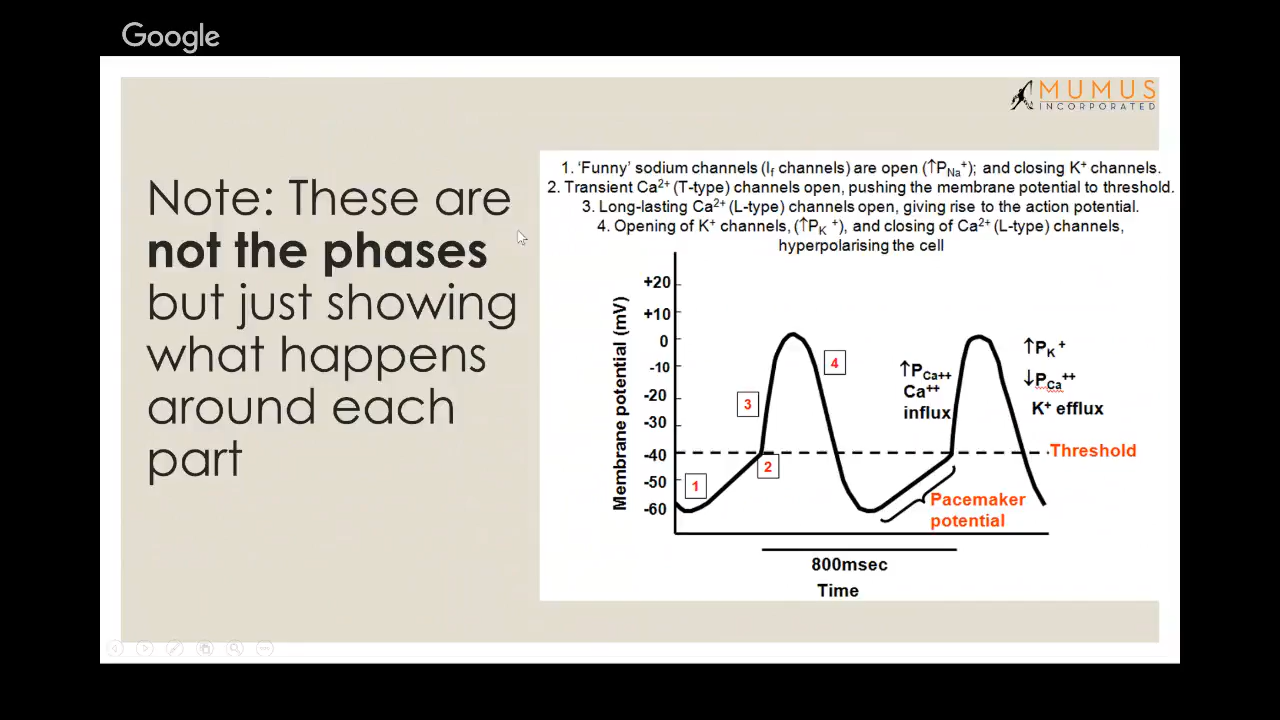 Google
MUMUS
INCORPORATED
Note: These are
not the phases
but just showing
what happens
around each
part
1. ‘Funny’ sodium channels (If channels) are open (↑PNa+); and closing K+ channels.
2. Transient Ca2+ (T-type) channels open, pushing the membrane potential to threshold.
3. Long-lasting Ca2+ (L-type) channels open, giving rise to the action potential.
4. Opening of K+ channels, (↑PK +), and closing of Ca2+ (L-type) channels,
hyperpolarising the cell
Membrane potential (mV)
+20
+10
0
-10
-20
-30
-40
-50
-60
1
2
3
4
↑PCa++
Ca++
influx
↑PK+
↓PCa++
K+ efflux
Threshold
Pacemaker
potential
800msec
Time